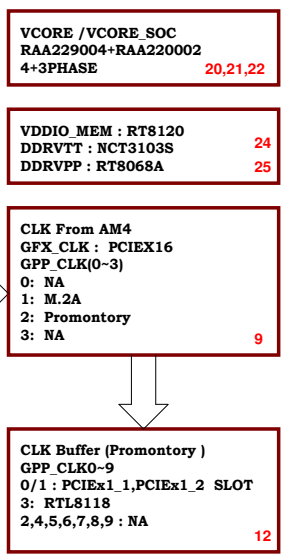 VCORE /VCORE_SOC
RAA229004+RAA220002
4+3PHASE 20,21,22
VDDIO_MEM : RT8120 24
DDRVTT : NCT3103S
DDRVPP : RT8068A 25
CLK From AM4
GFX_CLK : PCIEX16
GPP_CLK(0~3)
0: NA
1: M.2A
2: Promontory
3: NA 9
CLK Buffer (Promontory )
GPP_CLK0~9
0/1 : PCIEx1_1,PCIEx1_2 SLOT
3: RTL8118
2,4,5,6,7,8,9 : NA
12